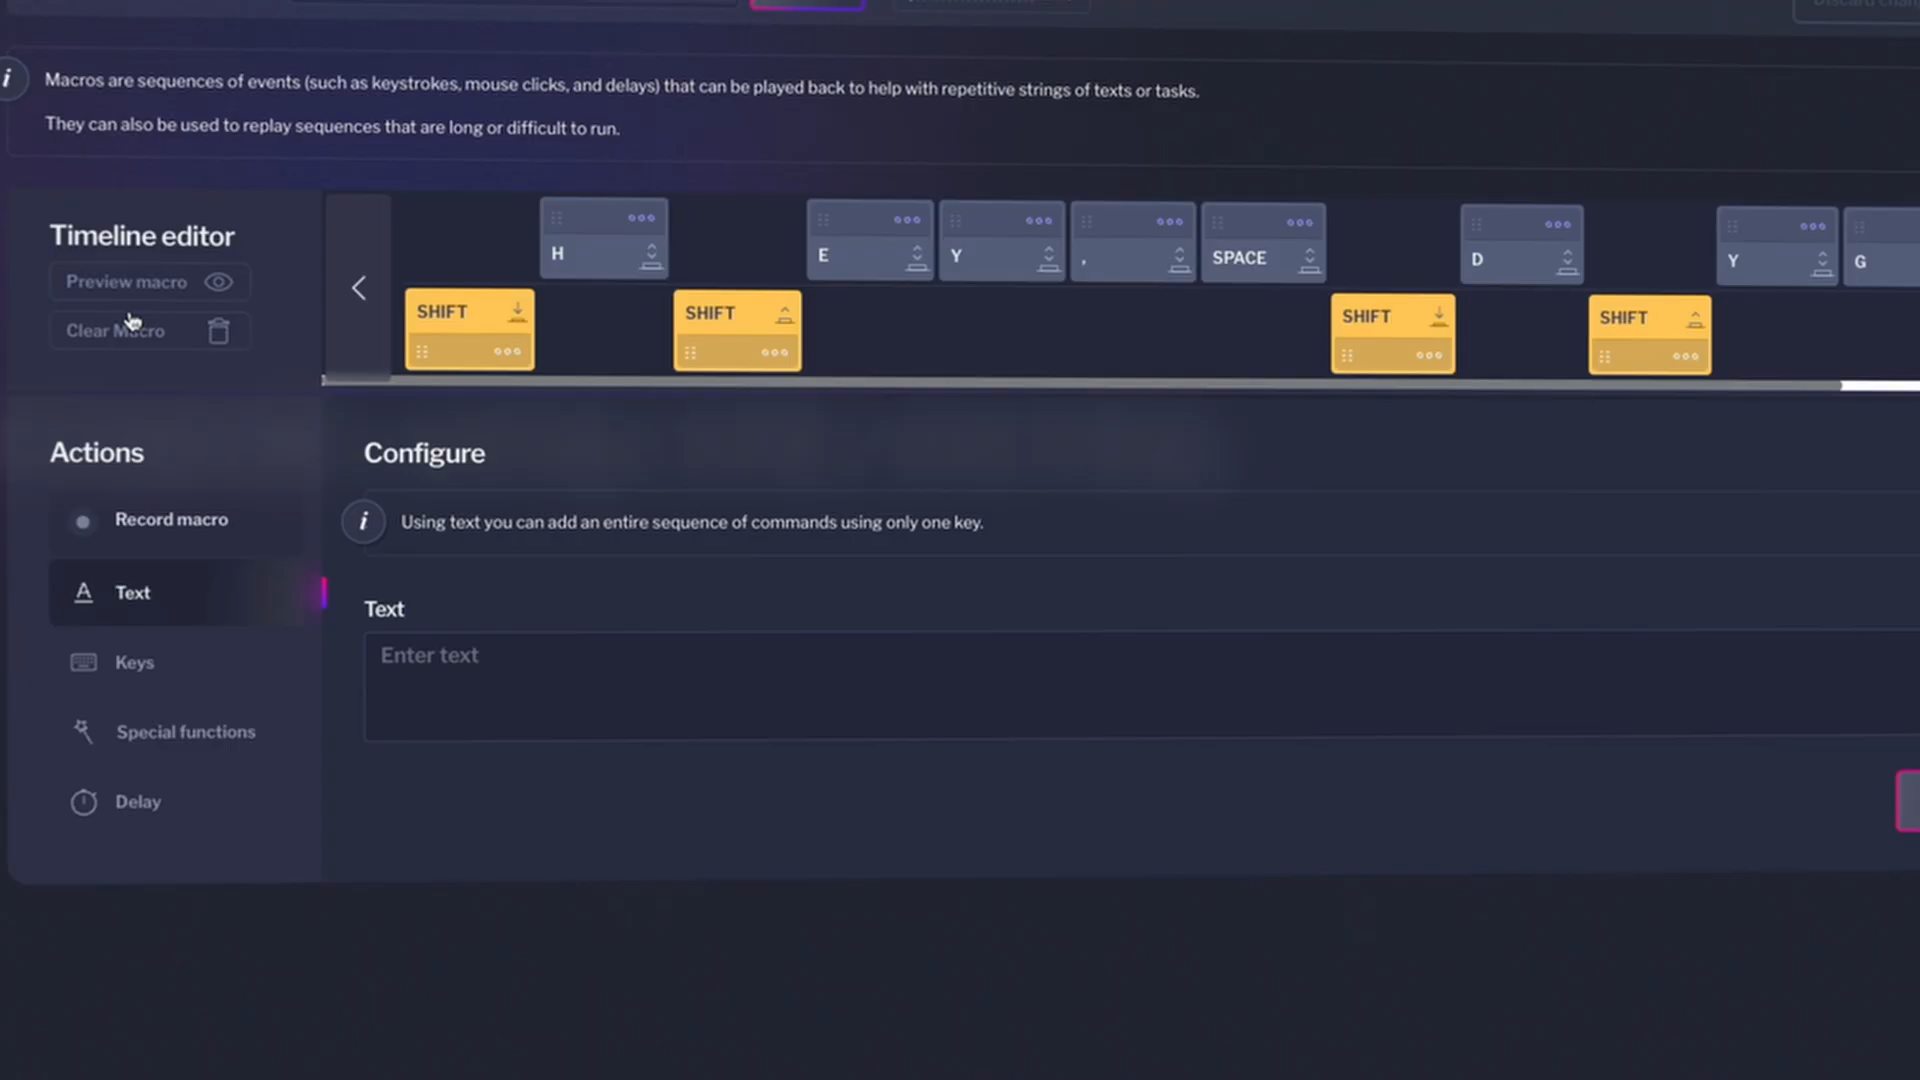 Macros are sequences of events (such as keystrokes, mouse clicks, and delays) that can be played back to help with repetitive strings of texts or tasks.
They can also be used to replay sequences that are long or difficult to run.
Timeline editor
Preview macro
Clear Macro
H E Y , SPACE D Y G
SHIFT SHIFT SHIFT SHIFT
Actions
Record macro
Text
Keys
Special functions
Delay
Configure
Using text you can add an entire sequence of commands using only one key.
Text
Enter text